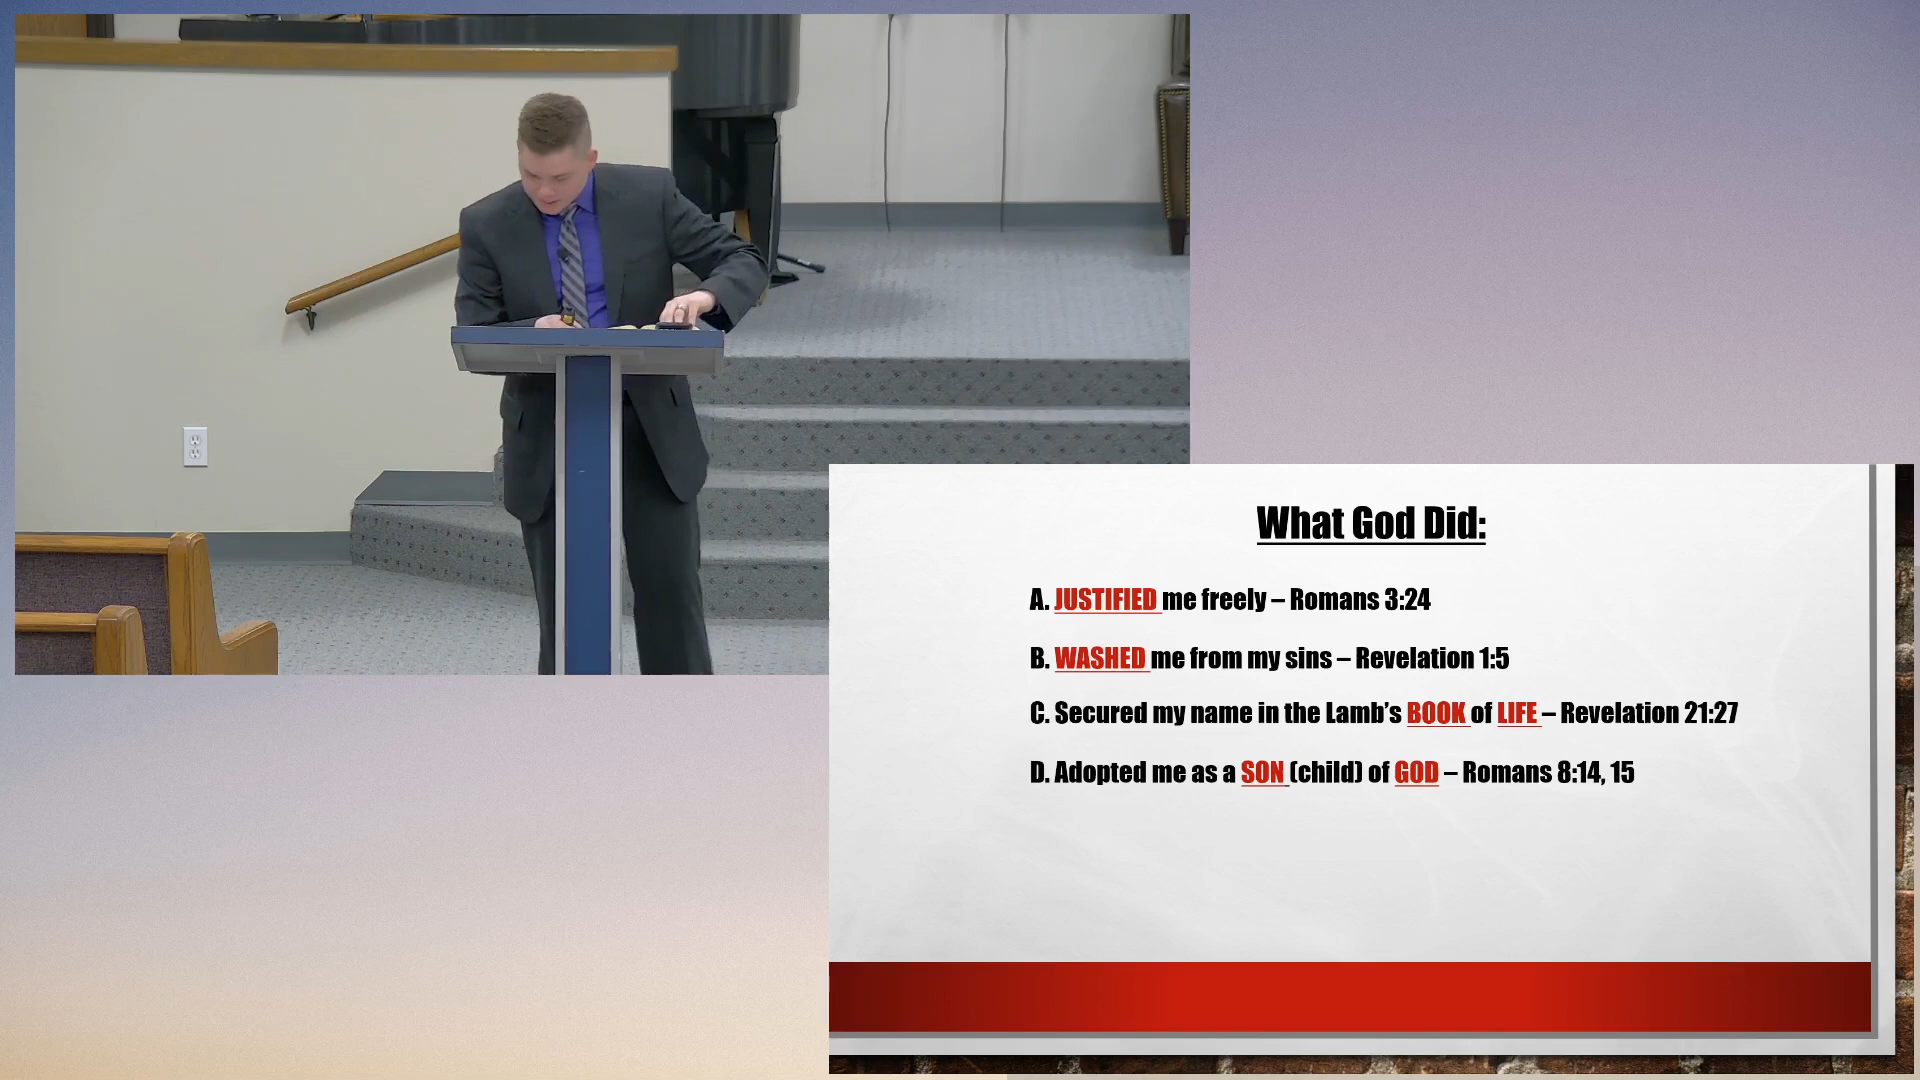 What God Did:
A. JUSTIFIED me freely – Romans 3:24
B. WASHED me from my sins – Revelation 1:5
C. Secured my name in the Lamb's BOOK of LIFE – Revelation 21:27
D. Adopted me as a SON (child) of GOD – Romans 8:14, 15